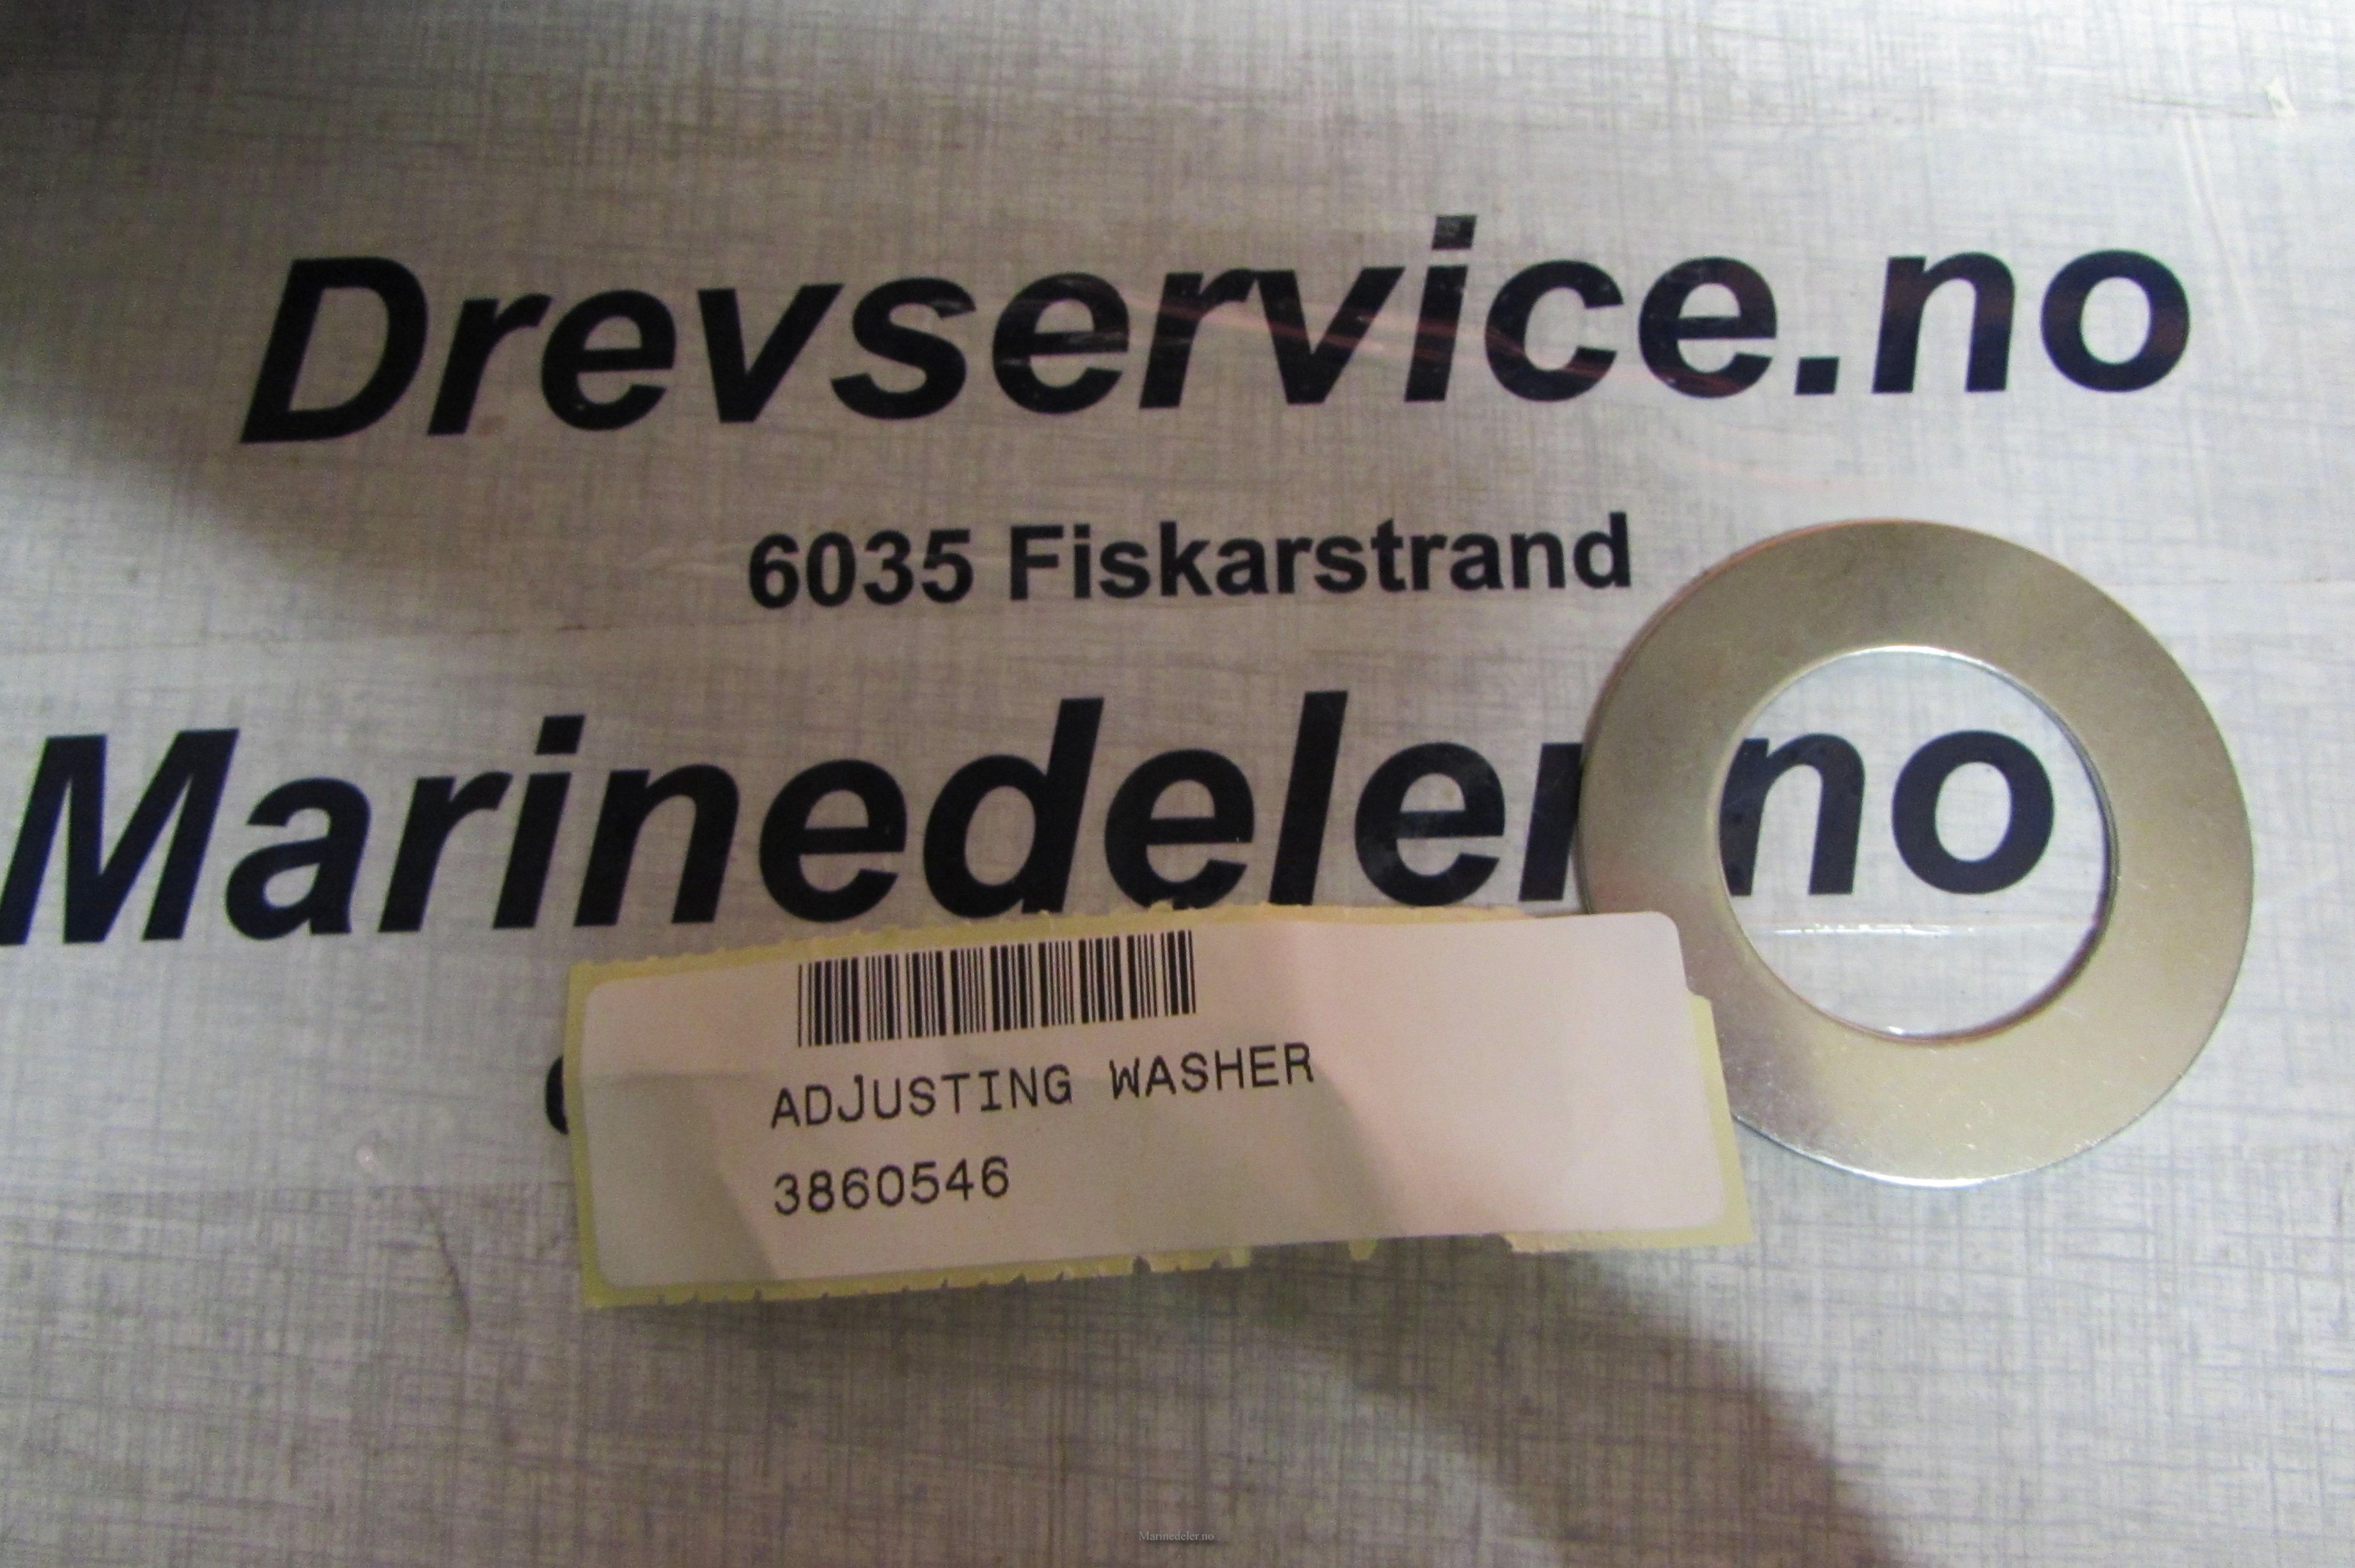 Drevservice.no
6035 Fiskarstrand
Marinedeler no
ADJUSTING WASHER
3860546
Marinedeler.no